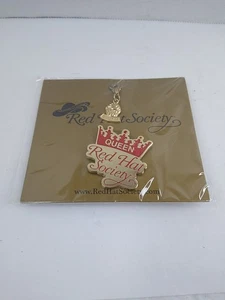 Red Hat Society
QUEEN
Red Hat
Society
www.RedHatSociety.com